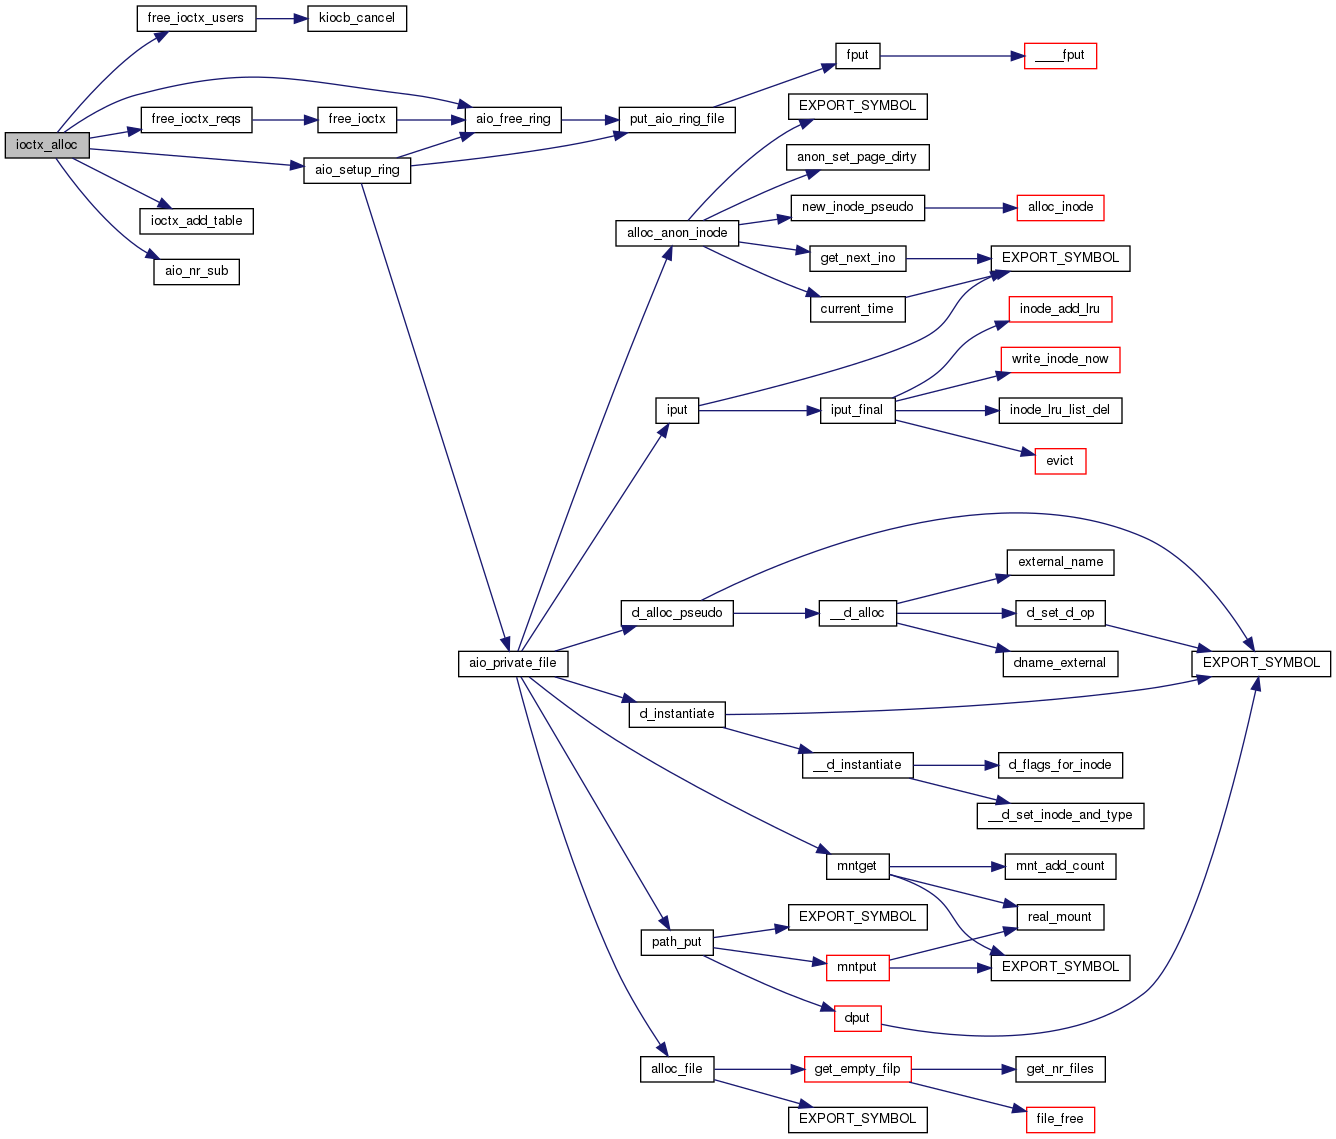 free_ioctx_users
kiocb_cancel
fput
____fput
EXPORT_SYMBOL
free_ioctx_reqs
free_ioctx
aio_free_ring
put_aio_ring_file
ioctx_alloc
anon_set_page_dirty
aio_setup_ring
new_inode_pseudo
alloc_inode
ioctx_add_table
alloc_anon_inode
get_next_ino
EXPORT_SYMBOL
aio_nr_sub
current_time
inode_add_lru
write_inode_now
iput
iput_final
inode_lru_list_del
evict
external_name
d_alloc_pseudo
__d_alloc
d_set_d_op
aio_private_file
dname_external
EXPORT_SYMBOL
d_instantiate
__d_instantiate
d_flags_for_inode
__d_set_inode_and_type
mntget
mnt_add_count
EXPORT_SYMBOL
real_mount
path_put
mntput
EXPORT_SYMBOL
dput
alloc_file
get_empty_filp
get_nr_files
EXPORT_SYMBOL
file_free